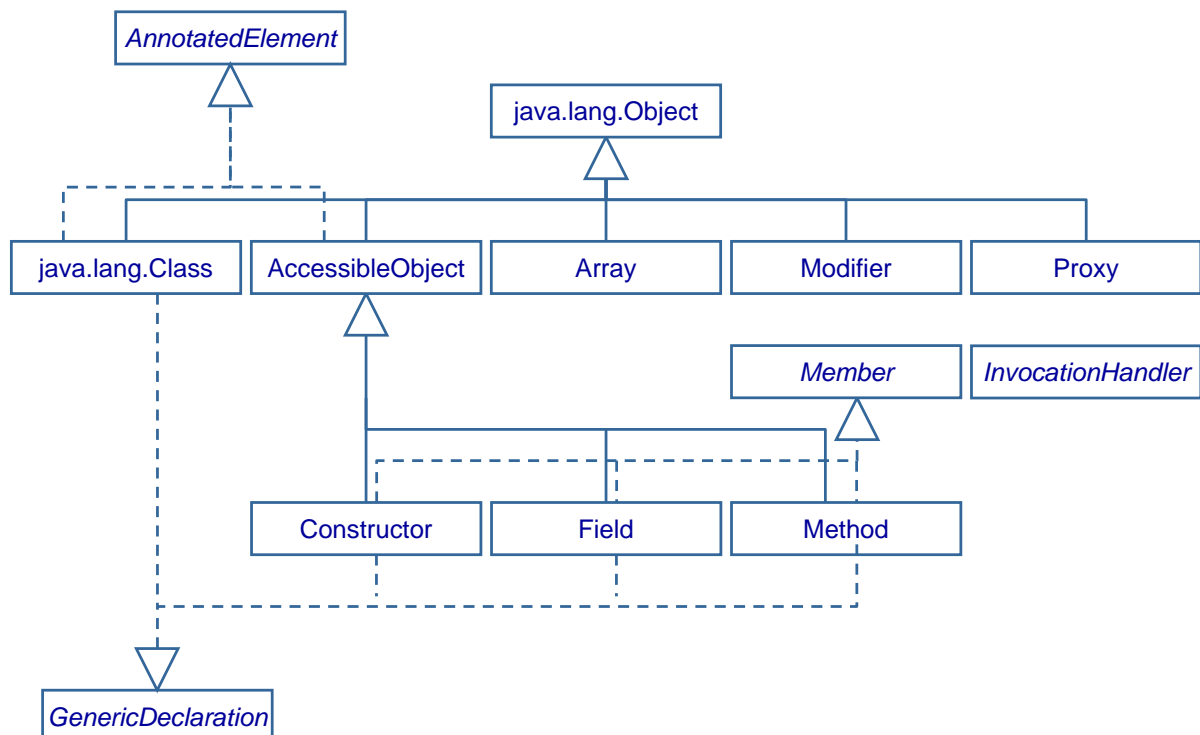 AnnotatedElement
java.lang.Object
java.lang.Class
AccessibleObject
Array
Modifier
Proxy
Member
InvocationHandler
Constructor
Field
Method
GenericDeclaration